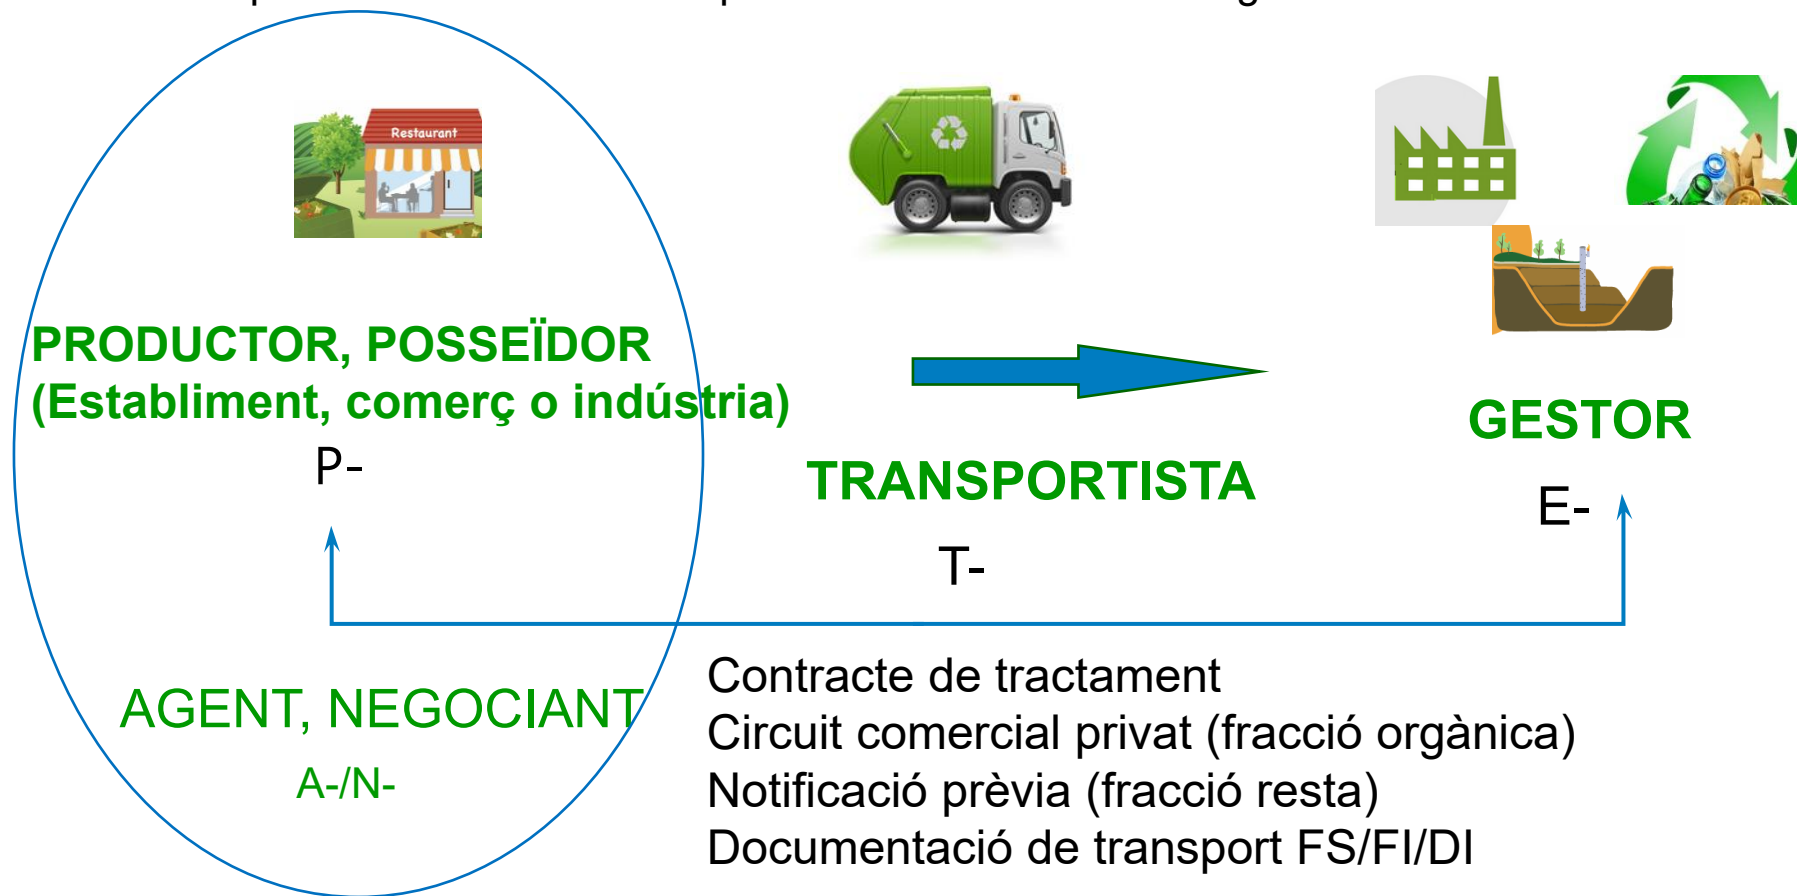 Restaurant
PRODUCTOR, POSSEÏDOR
(Establiment, comerç o indústria)
P-
TRANSPORTISTA
T-
GESTOR
E-
AGENT, NEGOCIANT
A-/N-
Contracte de tractament
Circuit comercial privat (fracció orgànica)
Notificació prèvia (fracció resta)
Documentació de transport FS/FI/DI